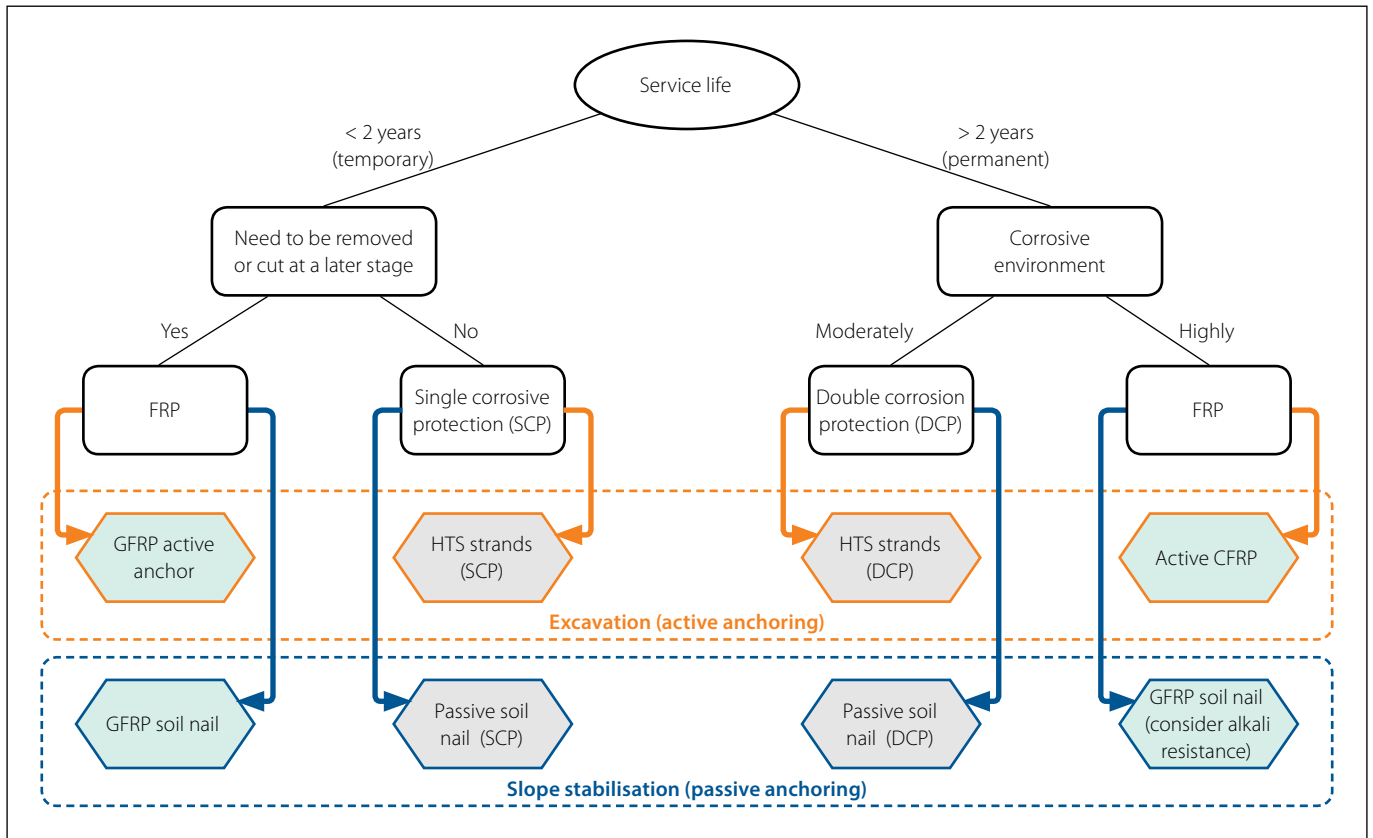 Service life
< 2 years
(temporary)
> 2 years
(permanent)
Need to be removed
or cut at a later stage
Corrosive
environment
Yes
No
Moderately
Highly
FRP
Single corrosive
protection (SCP)
Double corrosion
protection (DCP)
FRP
GFRP active
anchor
HTS strands
(SCP)
HTS strands
(DCP)
Active CFRP
Excavation (active anchoring)
GFRP soil nail
Passive soil
nail (SCP)
Passive soil
nail (DCP)
GFRP soil nail
(consider alkali
resistance)
Slope stabilisation (passive anchoring)